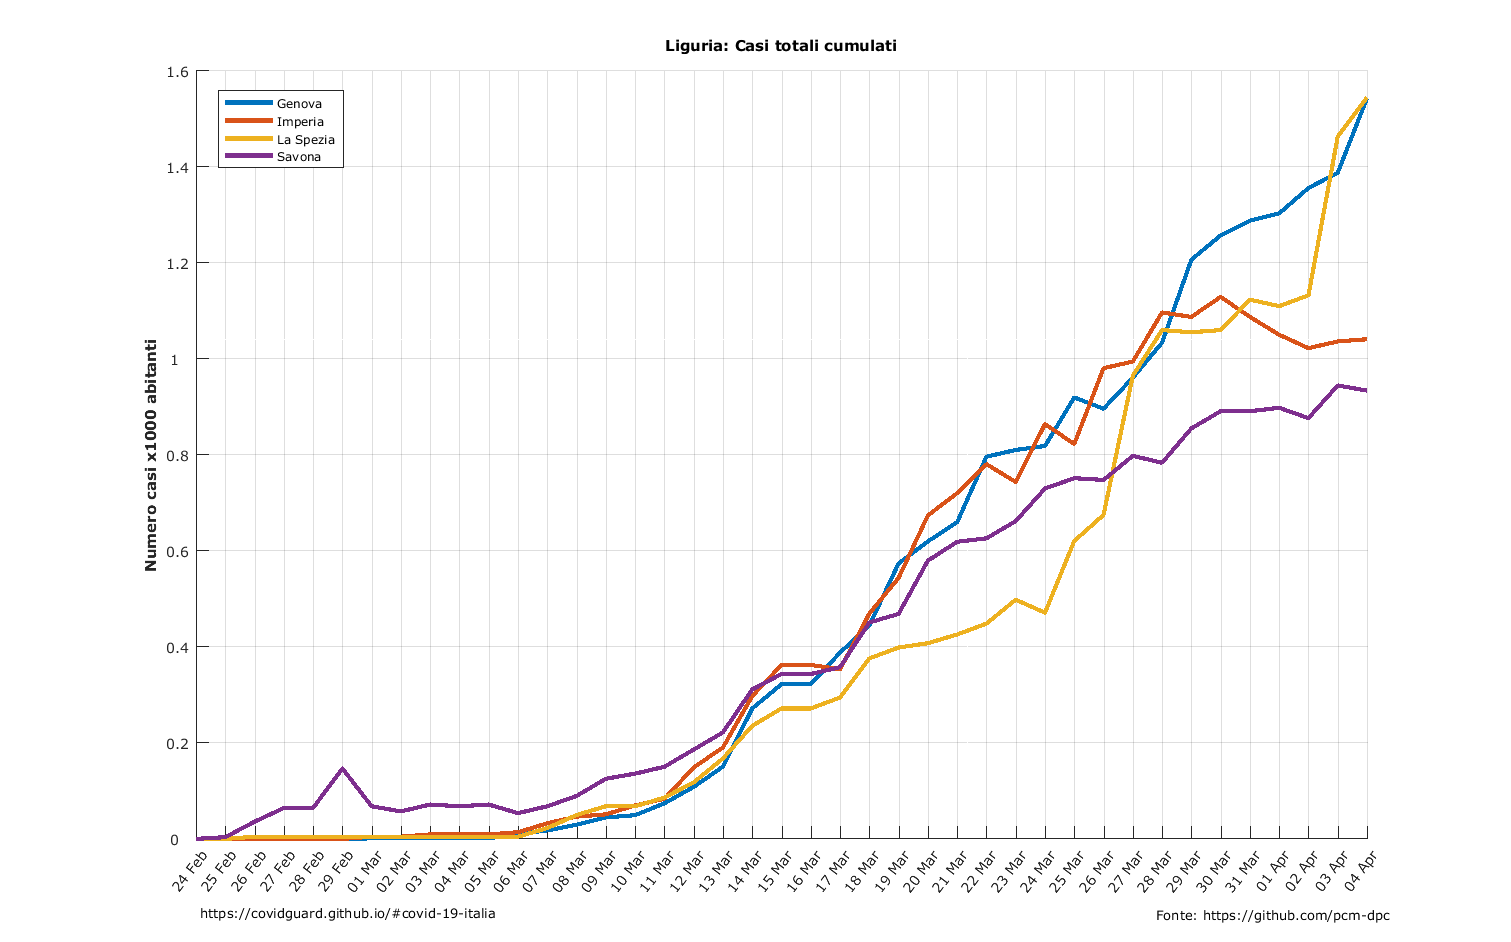 Liguria: Casi totali cumulati
1.6
1.4
1.2
1
0.8
0.6
0.4
0.2
0
Numero casi x1000 abitanti
Genova
Imperia
La Spezia
Savona
24 Feb
25 Feb
26 Feb
27 Feb
28 Feb
29 Feb
01 Mar
02 Mar
03 Mar
04 Mar
05 Mar
06 Mar
07 Mar
08 Mar
09 Mar
10 Mar
11 Mar
12 Mar
13 Mar
14 Mar
15 Mar
16 Mar
17 Mar
18 Mar
19 Mar
20 Mar
21 Mar
22 Mar
23 Mar
24 Mar
25 Mar
26 Mar
27 Mar
28 Mar
29 Mar
30 Mar
31 Mar
01 Apr
02 Apr
03 Apr
04 Apr
https://covidguard.github.io/#covid-19-italia
Fonte: https://github.com/pcm-dpc